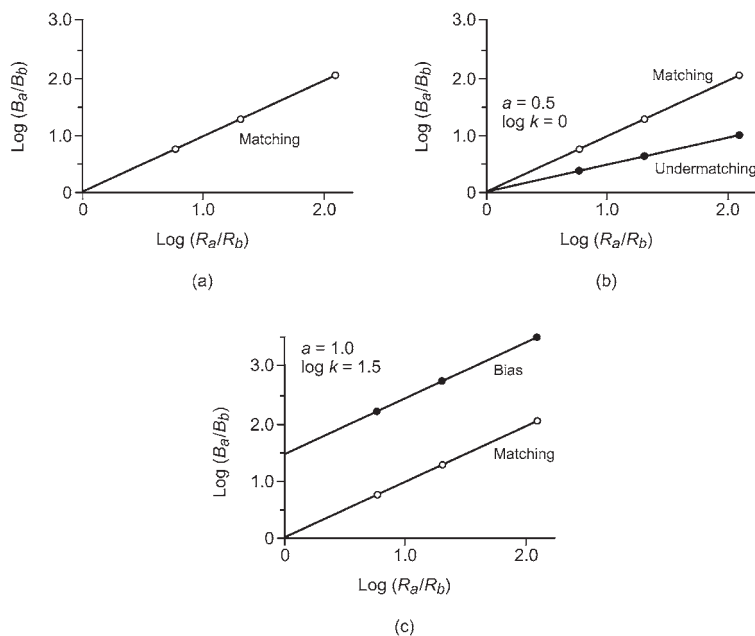 3.0
2.0
1.0
0
Log (Ba/Bb)
Matching
0
1.0
2.0
Log (Ra/Rb)
(a)
3.0
2.0
1.0
0
Log (Ba/Bb)
a = 0.5
log k = 0
Matching
Undermatching
0
1.0
2.0
Log (Ra/Rb)
(b)
3.0
2.0
1.0
0
Log (Ba/Bb)
a = 1.0
log k = 1.5
Bias
Matching
0
1.0
2.0
Log (Ra/Rb)
(c)